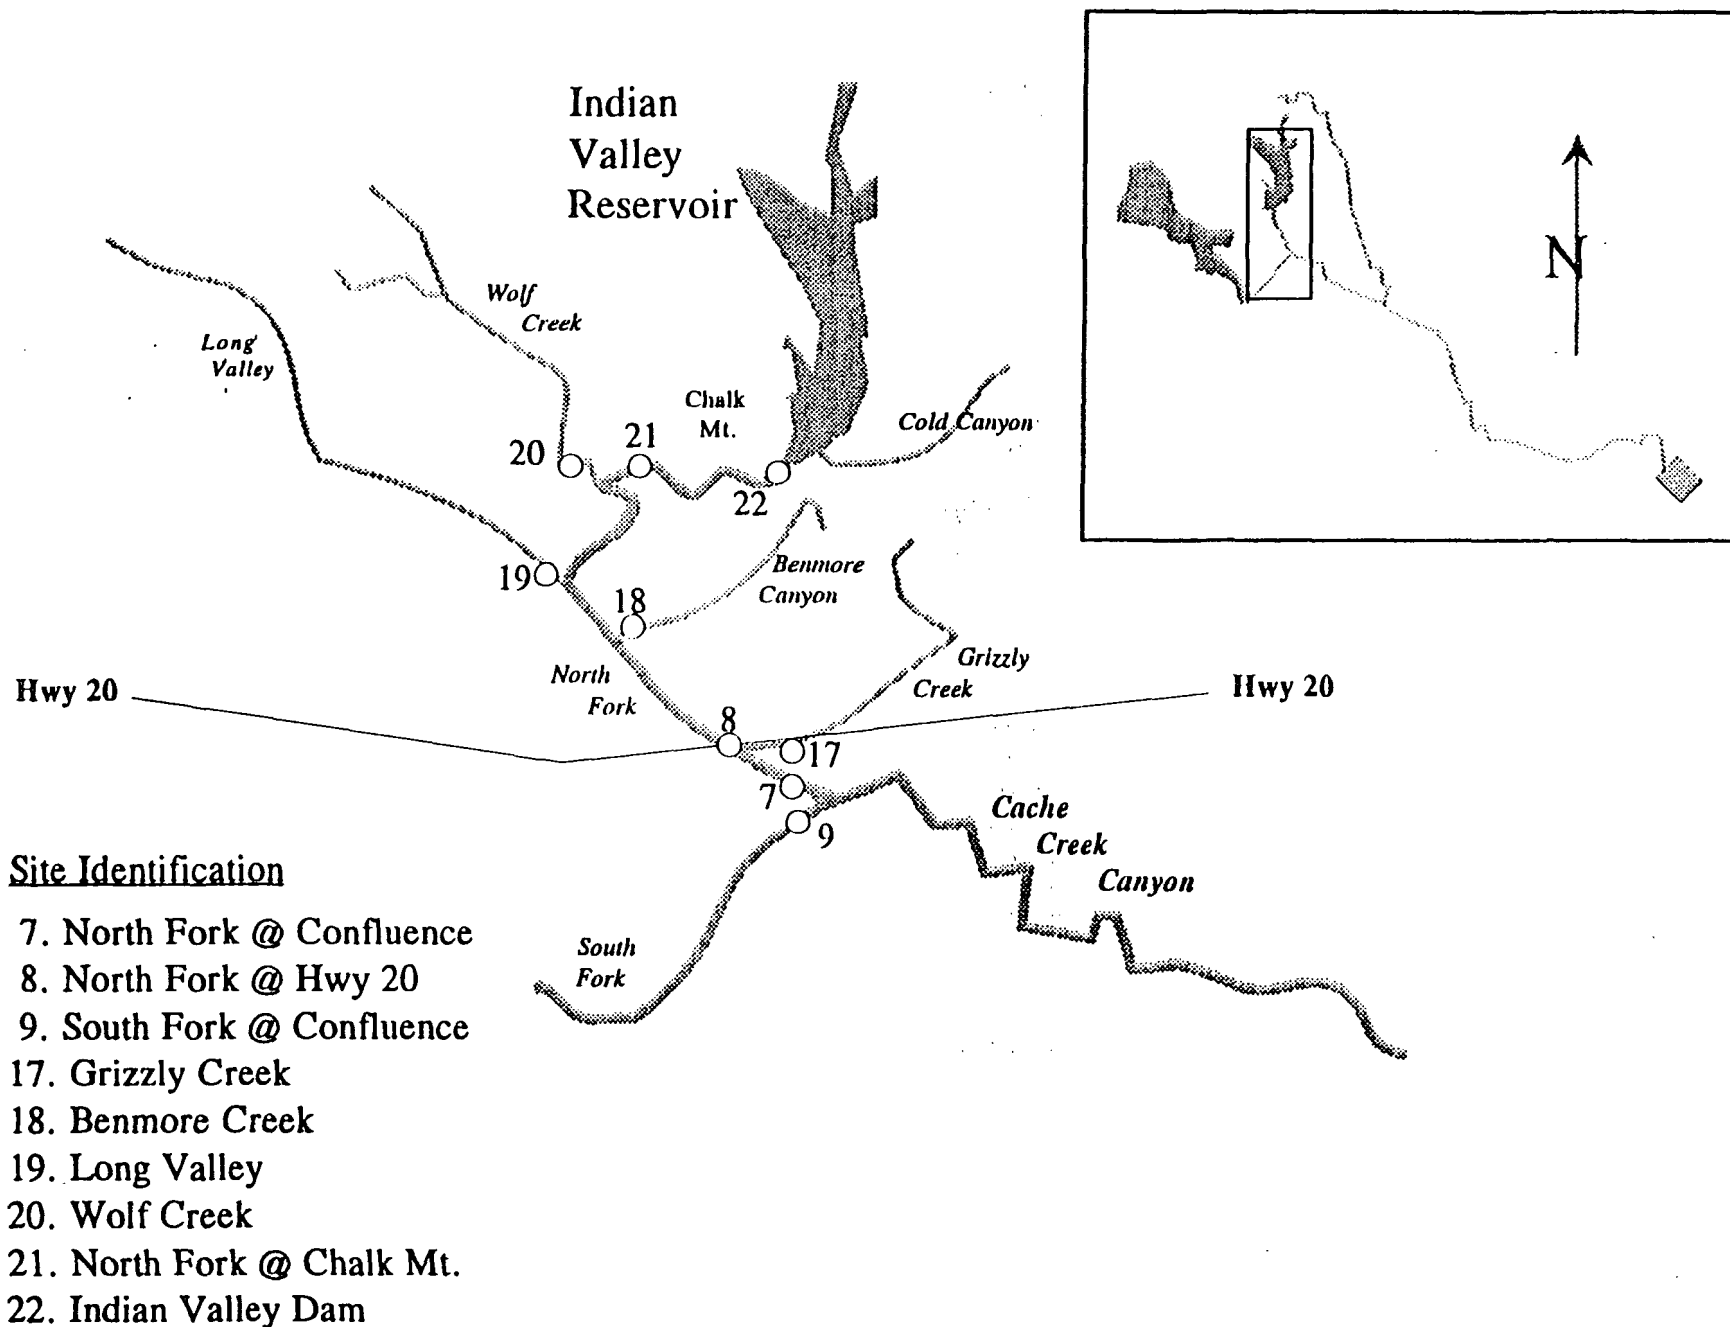 Indian
Valley
Reservoir
N
Wolf
Creek
Long
Valley
Chalk
Mt.
Cold Canyon
20
21
22
19
18
Benmore
Canyon
North
Fork
Grizzly
Creek
Hwy 20
Hwy 20
8
17
7
9
Cache
Creek
Canyon
South
Fork
Site Identification
7. North Fork @ Confluence
8. North Fork @ Hwy 20
9. South Fork @ Confluence
17. Grizzly Creek
18. Benmore Creek
19. Long Valley
20. Wolf Creek
21. North Fork @ Chalk Mt.
22. Indian Valley Dam